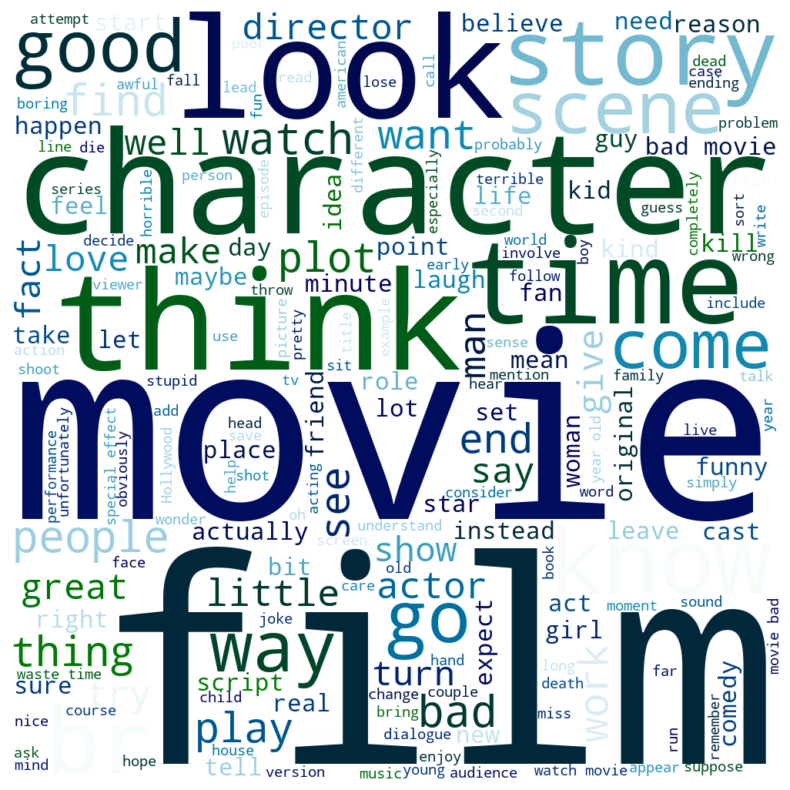 attempt
start
poor
director
believe
need
reason
good
look
story
find
awful
fall
lead
fun
read
american
lose
call
dead
case
ending
boring
scene
happen
line
die
well
watch
different
want
probably
guy
problem
bad movie
character
series
feel
horrible
person
episode
idea
especially
terrible
life
second
kid
guess
sort
completely
write
kill
wrong
decide
love
make
day
plot
point
early
world
involve
boy
kind
fact
viewer
maybe
throw
minute
laugh
fan
follow
time
include
think
take
let
use
picture
pretty
title
example
man
sense
mean
come
action
shoot
stupid
tv
sit
mention
hear
give
family
talk
movie
role
add
friend
lot
set
woman
year old
original
live
year
performance
unfortunately
special effect
obviously
Hollywood
head
place
save
help
shot
acting
end
say
funny
see
star
consider
word
simply
people
wonder
actually
oh
understand
screen
instead
leave
cast
know
face
bit
care
old
show
book
great
little
actor
film
right
joke
go
expect
act
moment
sound
movie bad
girl
thing
way
hand
turn
long
work
far
waste time
script
child
change
couple
death
sure
try
real
bring
bad
miss
run
remember
comedy
nice
course
br
play
dialogue
new
ask
mind
hope
house
tell
version
music
enjoy
young
audience
watch movie
appear
suppose